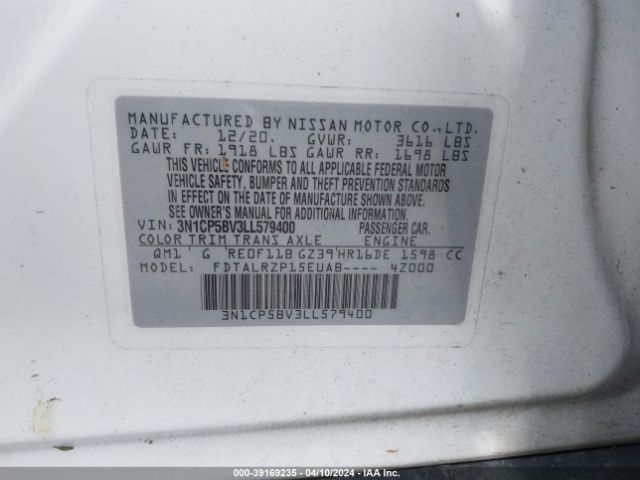 MANUFACTURED BY NISSAN MOTOR CO.,LTD.
DATE: 12/20. GVWR: 3616 LBS
GAWR FR: 1918 LBS GAWR RR: 1698 LBS
THIS VEHICLE CONFORMS TO ALL APPLICABLE FEDERAL MOTOR
VEHICLE SAFETY, BUMPER AND THEFT PREVENTION STANDARDS
IN EFFECT ON THE DATE OF MANUFACTURE SHOWN ABOVE.
SEE OWNER'S MANUAL FOR ADDITIONAL INFORMATION.
VIN: 3N1CP5BV3LL579400 PASSENGER CAR.
COLOR TRIM TRANS AXLE ENGINE
QM1 G RE0F11B GZ39 HR16DE 1598 CC
MODEL: FDTALRZP15EUAB---- 4Z000
3N1CP5BV3LL579400
000-39169235 - 04/10/2024 - IAA Inc.